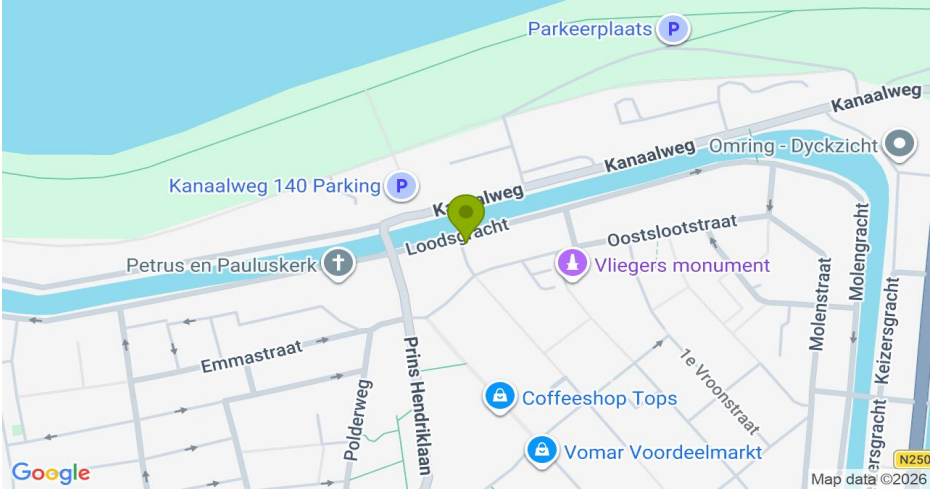 Parkeerplaats
P
Kanaalweg
Omring - Dyckzicht
Kanaalweg
Kanaalweg 140 Parking
P
Kanaalweg
Loodsgracht
Oostslootstraat
Petrus en Pauluskerk
Vliegers monument
Molengracht
Molenstraat
Keizersgracht
Emmastraat
Prins Hendriklaan
1e Vroonstraat
Polderweg
Coffeeshop Tops
Keizersgracht
Vomar Voordeelmarkt
N250
Google
Map data ©2026